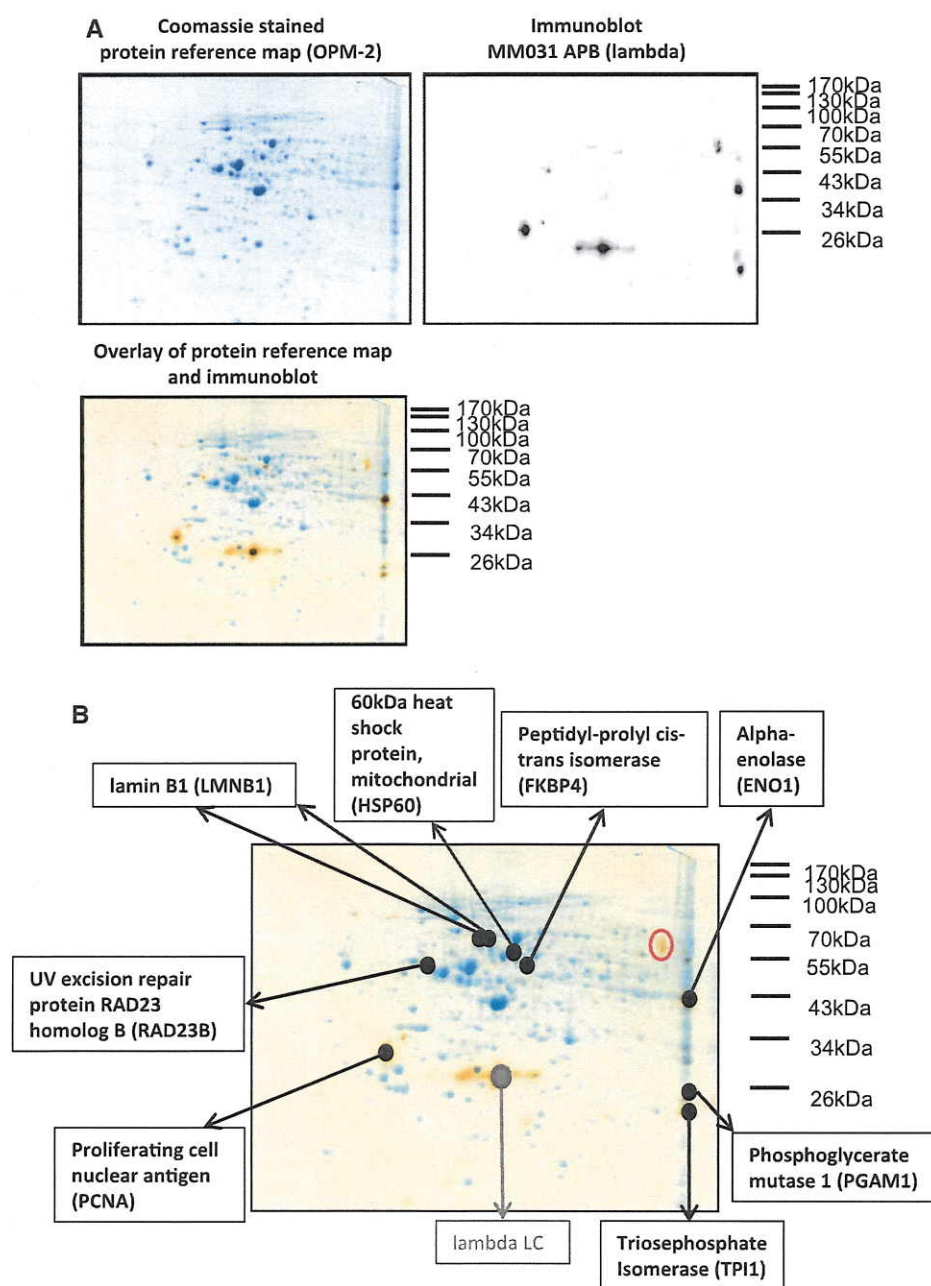 A
Coomassie stained
protein reference map (OPM-2)
Immunoblot
MM031 APB (lambda)
170kDa
130kDa
100kDa
70kDa
55kDa
43kDa
34kDa
26kDa
Overlay of protein reference map
and immunoblot
170kDa
130kDa
100kDa
70kDa
55kDa
43kDa
34kDa
26kDa
B
60kDa heat
shock
protein,
mitochondrial
(HSP60)
Peptidyl-prolyl cis-
trans isomerase
(FKBP4)
Alpha-
enolase
(ENO1)
lamin B1 (LMNB1)
170kDa
130kDa
100kDa
70kDa
55kDa
43kDa
34kDa
26kDa
UV excision repair
protein RAD23
homolog B (RAD23B)
Proliferating cell
nuclear antigen
(PCNA)
lambda LC
Triosephosphate
Isomerase (TPI1)
Phosphoglycerate
mutase 1 (PGAM1)